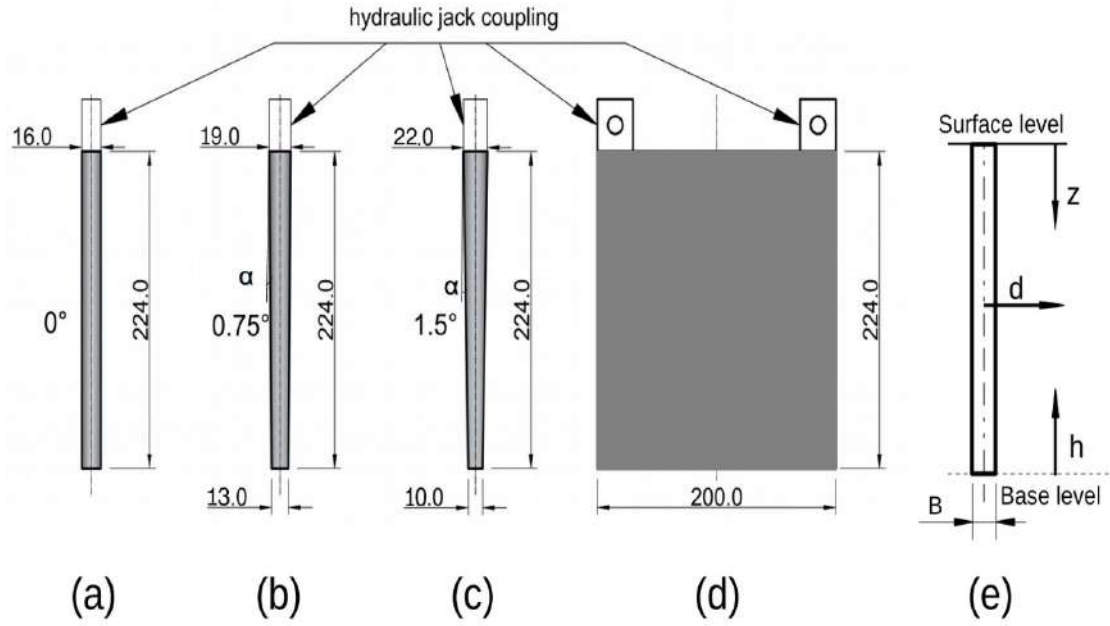 hydraulic jack coupling
16.0
19.0
22.0
Surface level
z
α
α
0°
0.75°
1.5°
224.0
224.0
224.0
224.0
d
h
13.0
10.0
200.0
B
Base level
(a)
(b)
(c)
(d)
(e)